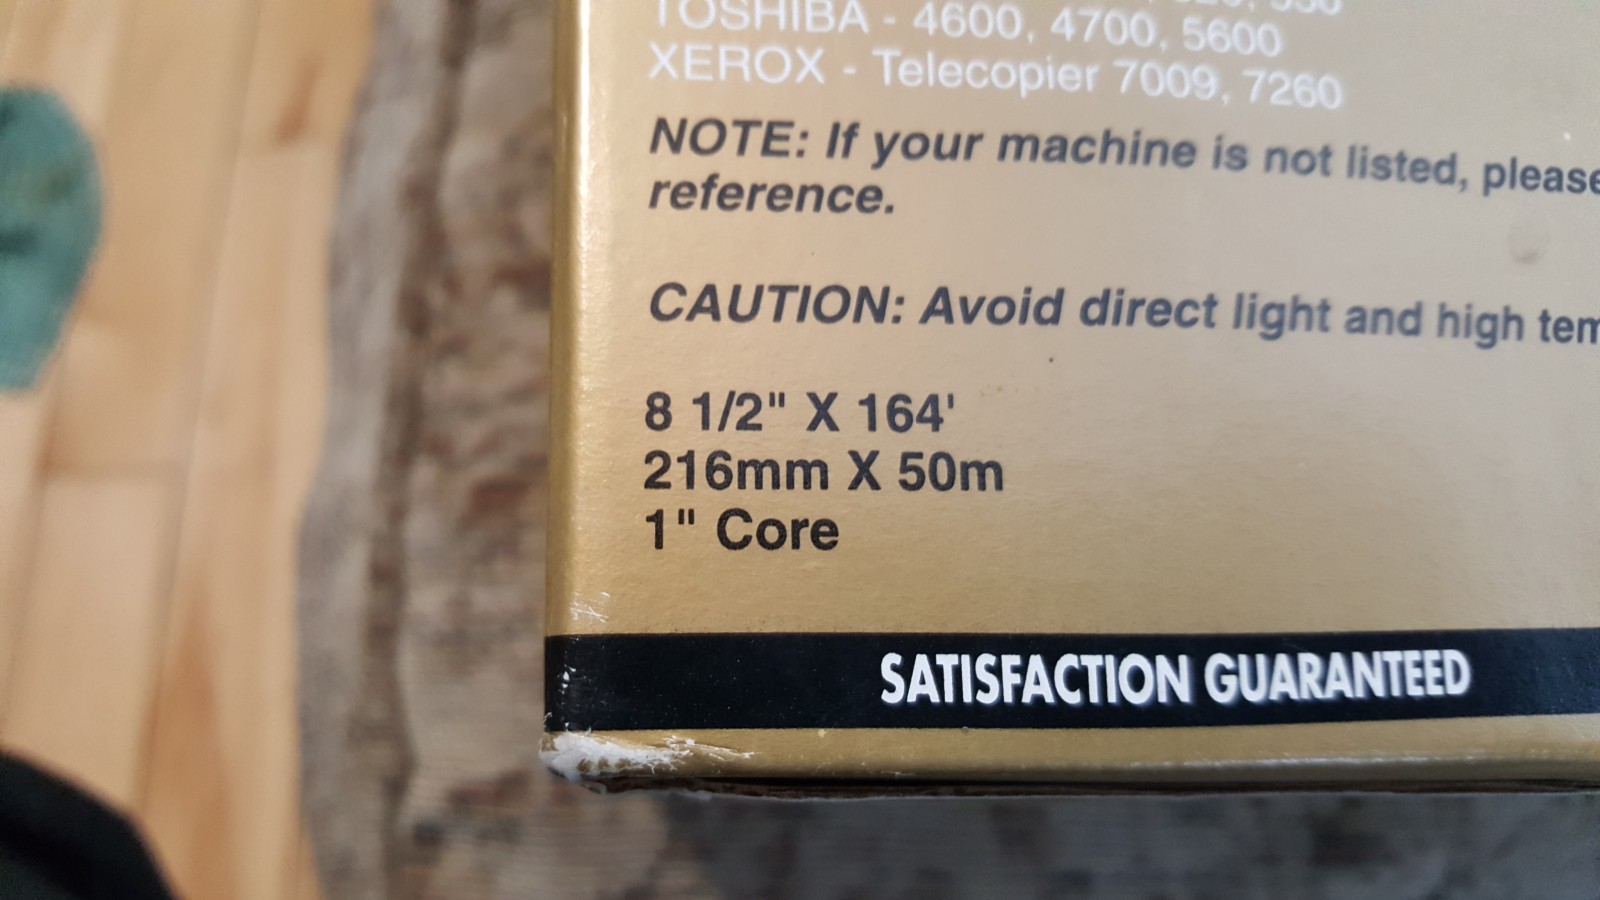 TOSHIBA - 4600, 4700, 5600
XEROX - Telecopier 7009, 7260
NOTE: If your machine is not listed, please
reference.
CAUTION: Avoid direct light and high tem
8 1/2" X 164'
216mm X 50m
1" Core
SATISFACTION GUARANTEED